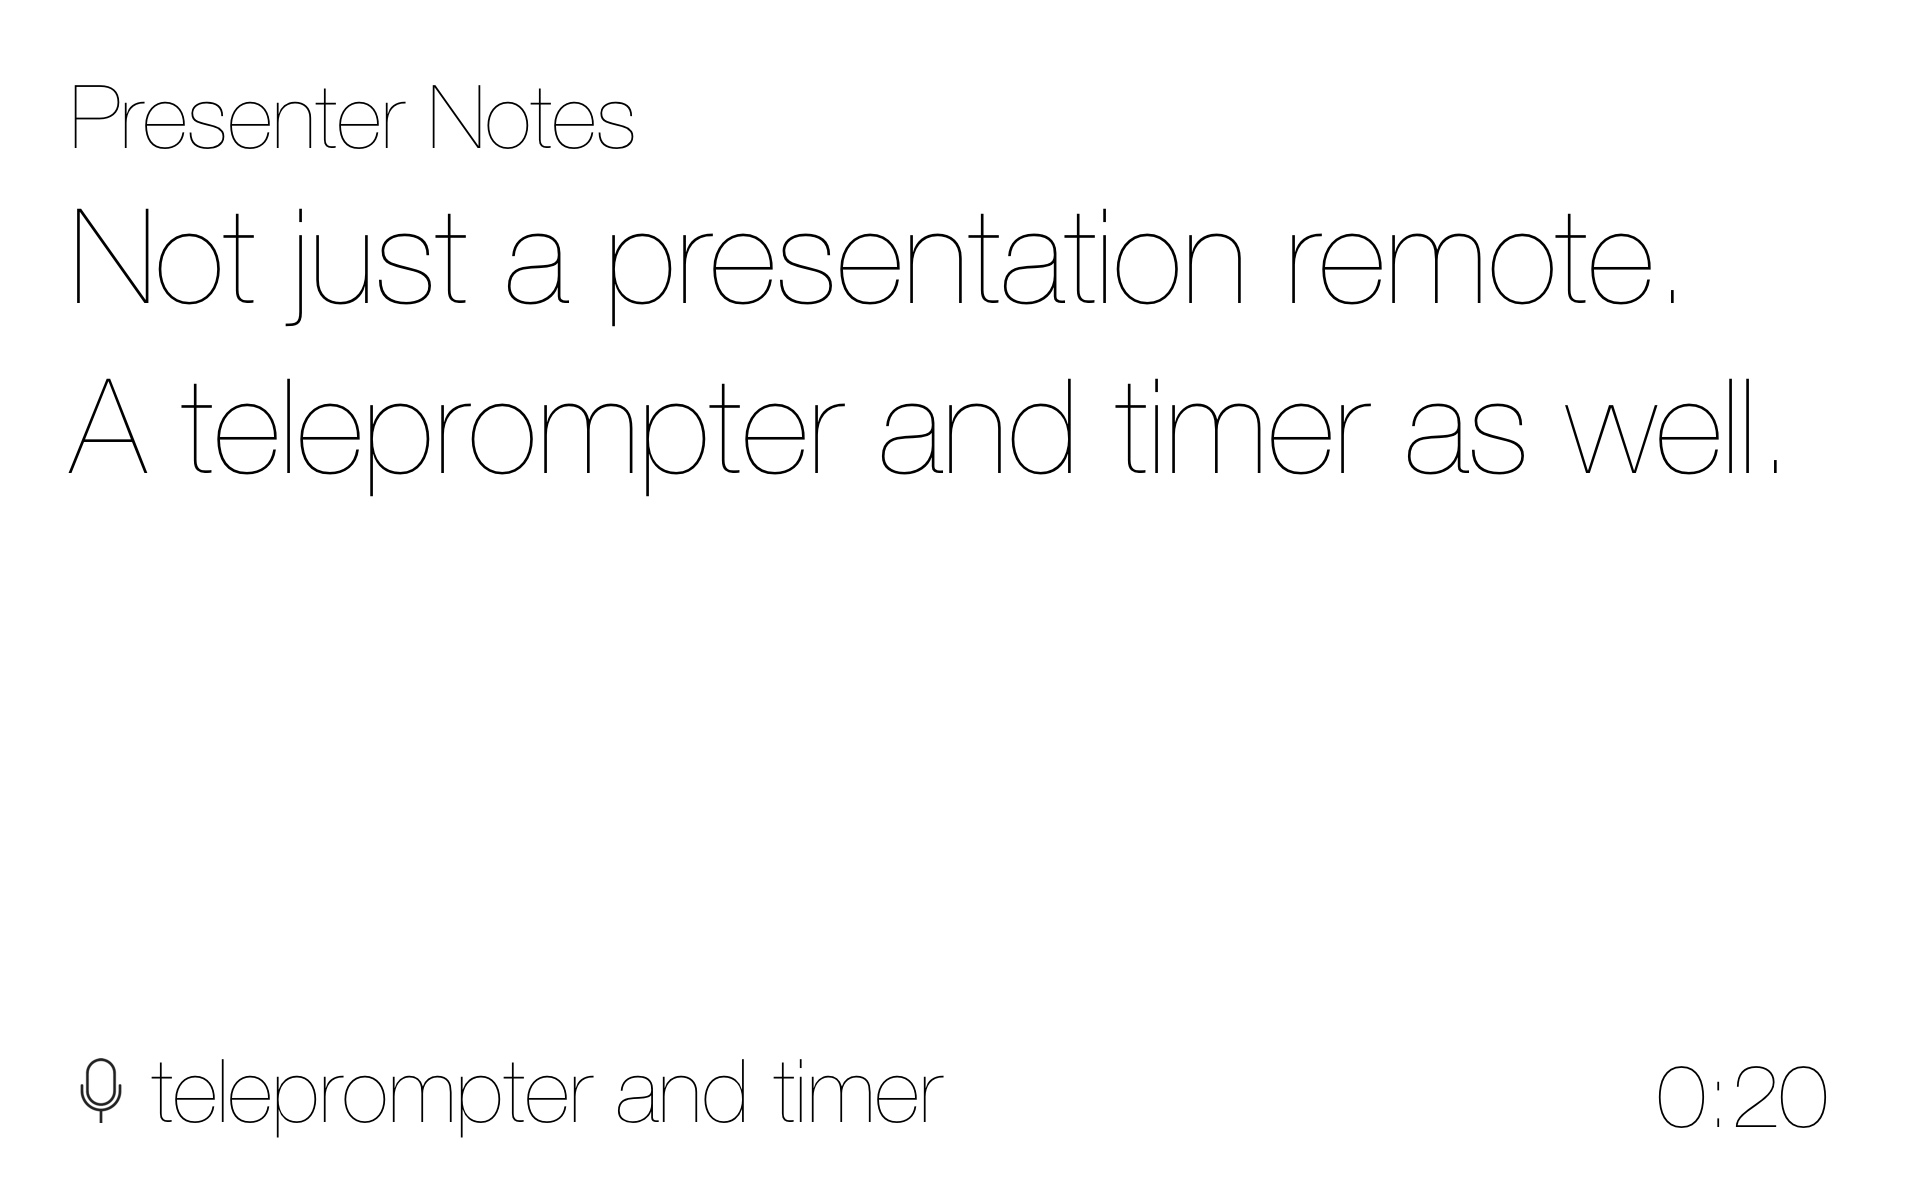 Presenter Notes
Not just a presentation remote.
A teleprompter and timer as well.
teleprompter and timer
0:20